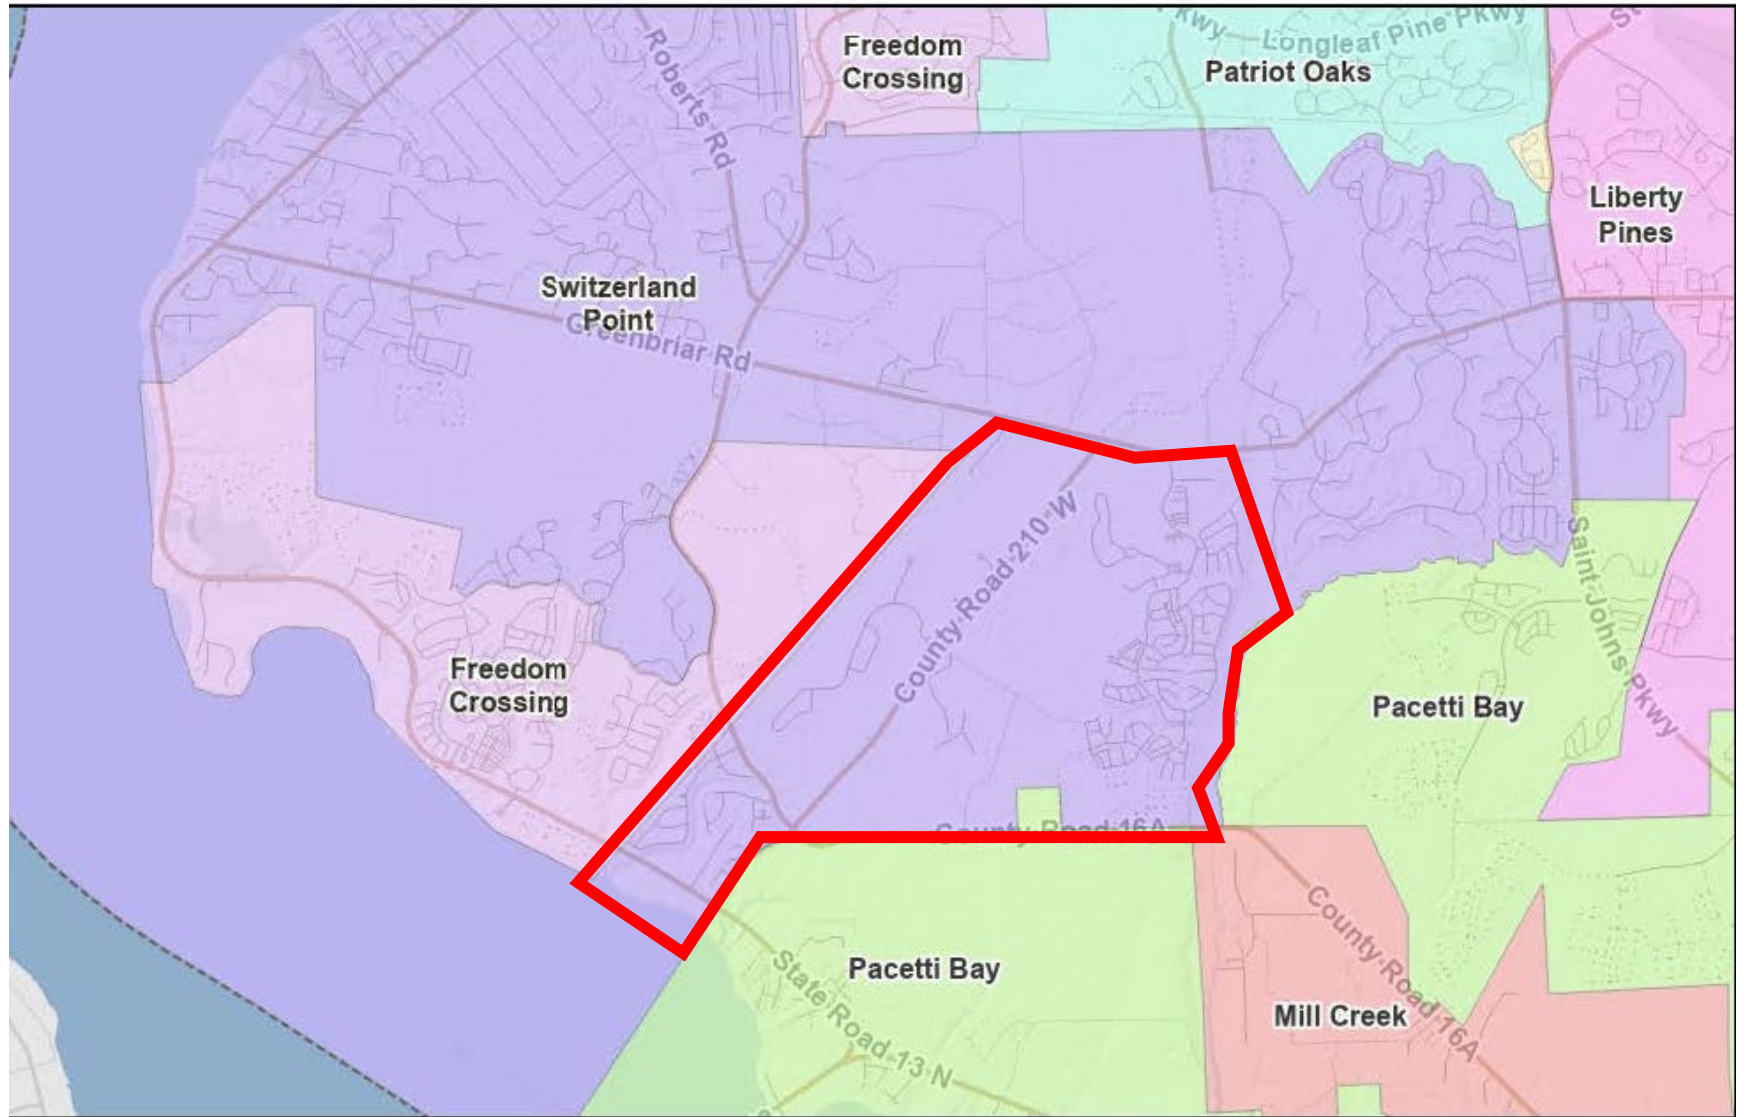 Freedom
Crossing
Pkwy
Longleaf Pine Pkwy
Patriot Oaks
Roberts Rd
Liberty
Pines
Switzerland
Point
Greenbriar Rd
County Road 210 W
Saint Johns Pkwy
Freedom
Crossing
Pacetti Bay
County Road 16A
Pacetti Bay
State Road 13 N
County Road 16A
Mill Creek